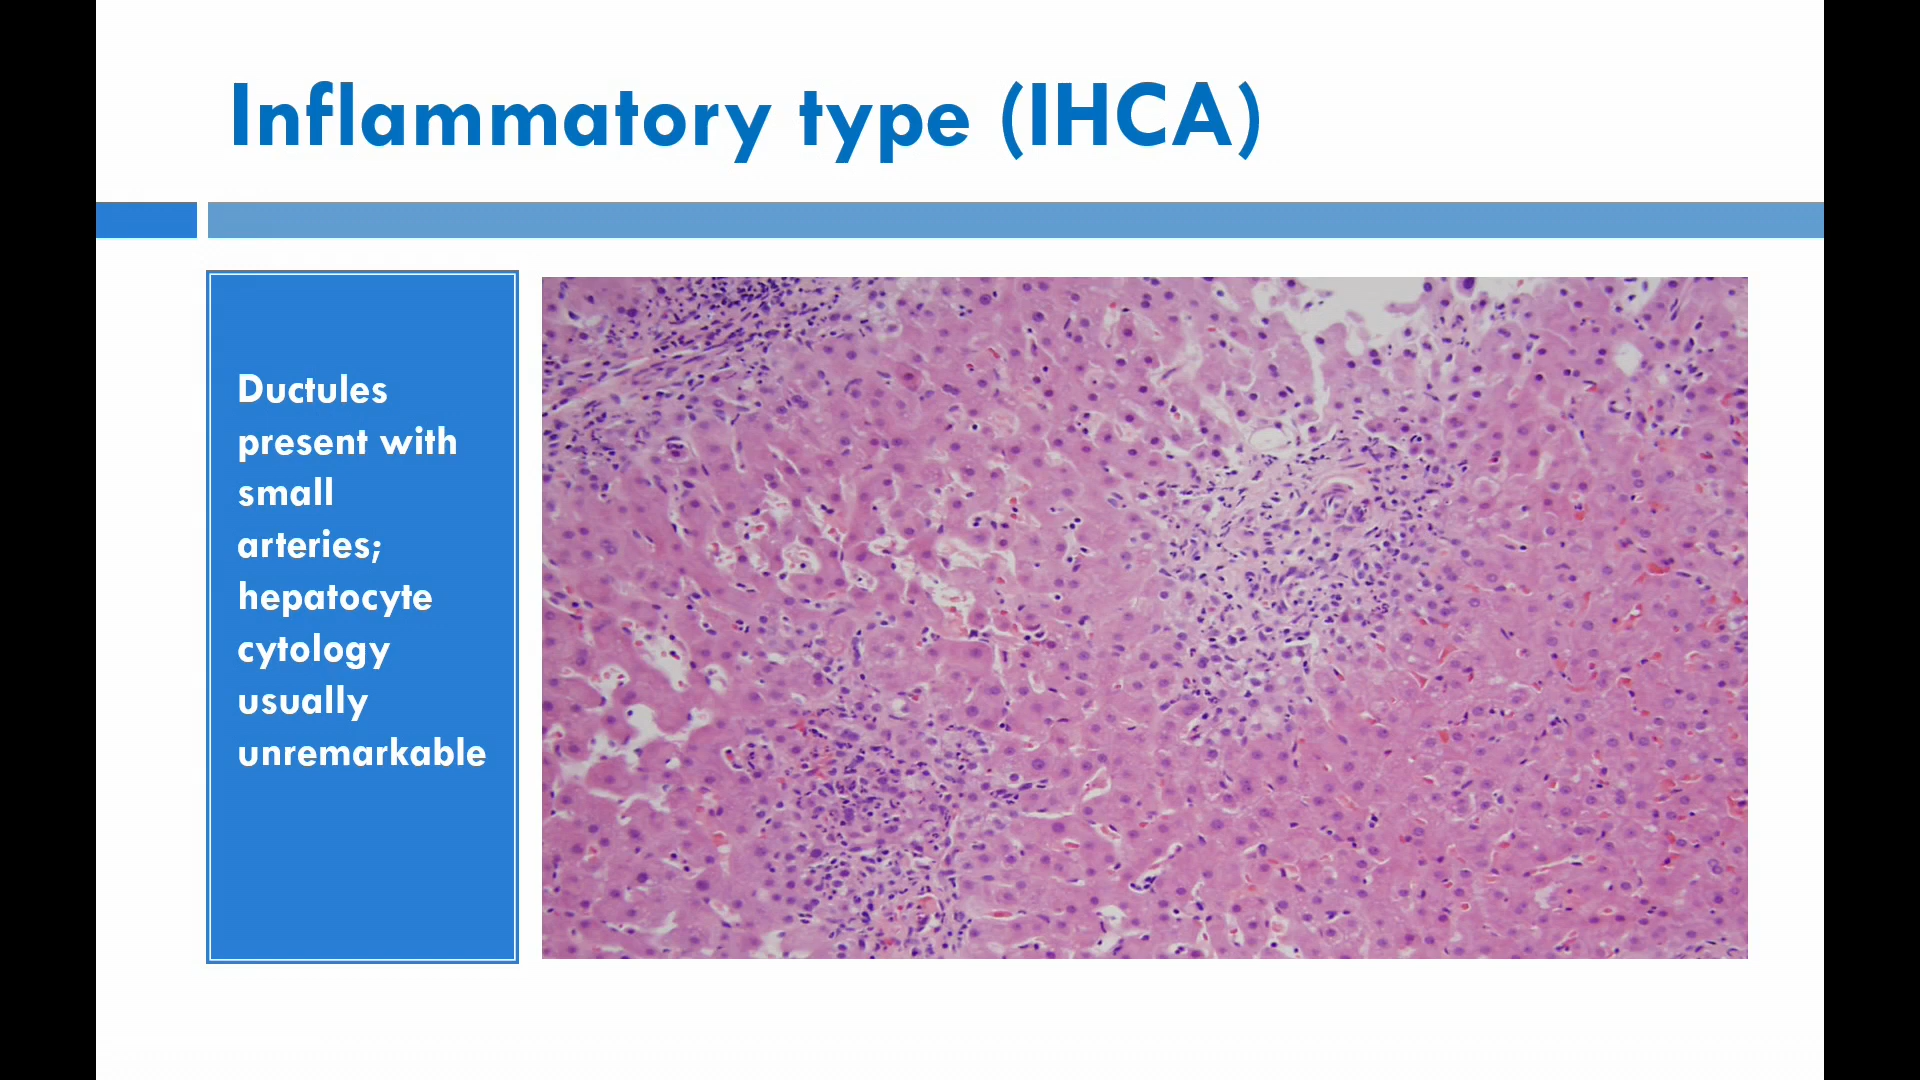 Inflammatory type (IHCA)
Ductules
present with
small
arteries;
hepatocyte
cytology
usually
unremarkable